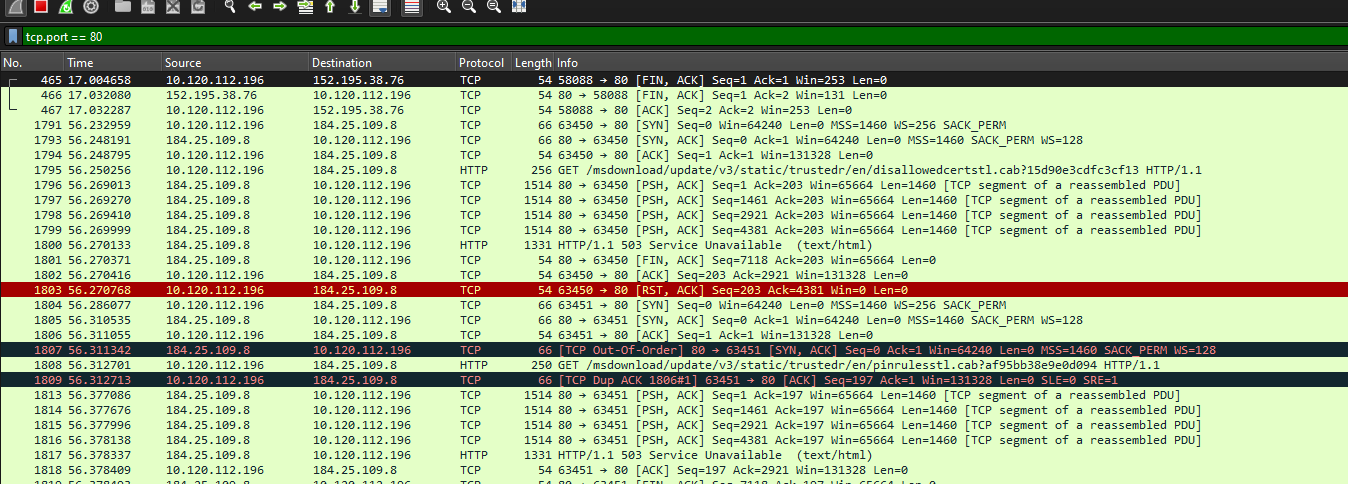 tcp.port == 80
No. Time Source Destination Protocol Length Info
465 17.004658 10.120.112.196 152.195.38.76 TCP 54 58088 → 80 [FIN, ACK] Seq=1 Ack=1 Win=253 Len=0
466 17.032080 152.195.38.76 10.120.112.196 TCP 54 80 → 58088 [FIN, ACK] Seq=1 Ack=2 Win=131 Len=0
467 17.032287 10.120.112.196 152.195.38.76 TCP 54 58088 → 80 [ACK] Seq=2 Ack=2 Win=253 Len=0
1791 56.232959 10.120.112.196 184.25.109.8 TCP 66 63450 → 80 [SYN] Seq=0 Win=64240 Len=0 MSS=1460 WS=256 SACK_PERM
1793 56.248191 184.25.109.8 10.120.112.196 TCP 66 80 → 63450 [SYN, ACK] Seq=0 Ack=1 Win=64240 Len=0 MSS=1460 SACK_PERM WS=128
1794 56.248795 10.120.112.196 184.25.109.8 TCP 54 63450 → 80 [ACK] Seq=1 Ack=1 Win=131328 Len=0
1795 56.250256 10.120.112.196 184.25.109.8 HTTP 256 GET /msdownload/update/v3/static/trustedr/en/disallowedcertstl.cab?15d90e3cdfc3cf13 HTTP/1.1
1796 56.269013 184.25.109.8 10.120.112.196 TCP 1514 80 → 63450 [PSH, ACK] Seq=1 Ack=203 Win=65664 Len=1460 [TCP segment of a reassembled PDU]
1797 56.269270 184.25.109.8 10.120.112.196 TCP 1514 80 → 63450 [PSH, ACK] Seq=1461 Ack=203 Win=65664 Len=1460 [TCP segment of a reassembled PDU]
1798 56.269410 184.25.109.8 10.120.112.196 TCP 1514 80 → 63450 [PSH, ACK] Seq=2921 Ack=203 Win=65664 Len=1460 [TCP segment of a reassembled PDU]
1799 56.269999 184.25.109.8 10.120.112.196 TCP 1514 80 → 63450 [PSH, ACK] Seq=4381 Ack=203 Win=65664 Len=1460 [TCP segment of a reassembled PDU]
1800 56.270133 184.25.109.8 10.120.112.196 HTTP 1331 HTTP/1.1 503 Service Unavailable (text/html)
1801 56.270371 184.25.109.8 10.120.112.196 TCP 54 80 → 63450 [FIN, ACK] Seq=7118 Ack=203 Win=65664 Len=0
1802 56.270416 10.120.112.196 184.25.109.8 TCP 54 63450 → 80 [ACK] Seq=203 Ack=2921 Win=131328 Len=0
1803 56.270768 10.120.112.196 184.25.109.8 TCP 54 63450 → 80 [RST, ACK] Seq=203 Ack=4381 Win=0 Len=0
1804 56.286077 10.120.112.196 184.25.109.8 TCP 66 63451 → 80 [SYN] Seq=0 Win=64240 Len=0 MSS=1460 WS=256 SACK_PERM
1805 56.310535 184.25.109.8 10.120.112.196 TCP 66 80 → 63451 [SYN, ACK] Seq=0 Ack=1 Win=64240 Len=0 MSS=1460 SACK_PERM WS=128
1806 56.311055 10.120.112.196 184.25.109.8 TCP 54 63451 → 80 [ACK] Seq=1 Ack=1 Win=131328 Len=0
1807 56.311342 184.25.109.8 10.120.112.196 TCP 66 [TCP Out-Of-Order] 80 → 63451 [SYN, ACK] Seq=0 Ack=1 Win=64240 Len=0 MSS=1460 SACK_PERM WS=128
1808 56.312701 10.120.112.196 184.25.109.8 HTTP 250 GET /msdownload/update/v3/static/trustedr/en/pinrulesstl.cab?af95bb38e9e0d094 HTTP/1.1
1809 56.312713 10.120.112.196 184.25.109.8 TCP 66 [TCP Dup ACK 1806#1] 63451 → 80 [ACK] Seq=197 Ack=1 Win=131328 Len=0 SLE=0 SRE=1
1813 56.377086 184.25.109.8 10.120.112.196 TCP 1514 80 → 63451 [PSH, ACK] Seq=1 Ack=197 Win=65664 Len=1460 [TCP segment of a reassembled PDU]
1814 56.377676 184.25.109.8 10.120.112.196 TCP 1514 80 → 63451 [PSH, ACK] Seq=1461 Ack=197 Win=65664 Len=1460 [TCP segment of a reassembled PDU]
1815 56.377996 184.25.109.8 10.120.112.196 TCP 1514 80 → 63451 [PSH, ACK] Seq=2921 Ack=197 Win=65664 Len=1460 [TCP segment of a reassembled PDU]
1816 56.378138 184.25.109.8 10.120.112.196 TCP 1514 80 → 63451 [PSH, ACK] Seq=4381 Ack=197 Win=65664 Len=1460 [TCP segment of a reassembled PDU]
1817 56.378337 184.25.109.8 10.120.112.196 HTTP 1331 HTTP/1.1 503 Service Unavailable (text/html)
1818 56.378409 10.120.112.196 184.25.109.8 TCP 54 63451 → 80 [ACK] Seq=197 Ack=2921 Win=131328 Len=0